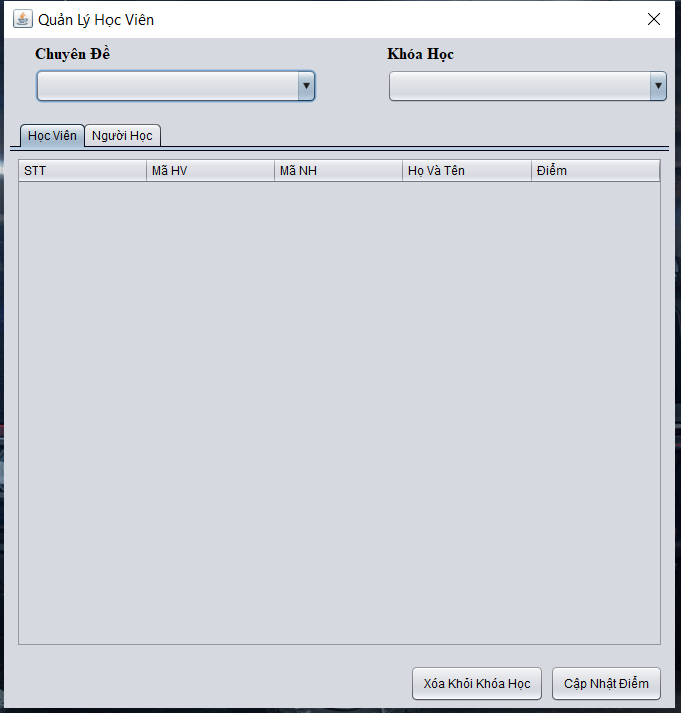 Quản Lý Học Viên
Chuyên Đề
Khóa Học
Học Viên Người Học
STT Mã HV Mã NH Họ Và Tên Điểm
Xóa Khỏi Khóa Học Cập Nhật Điểm